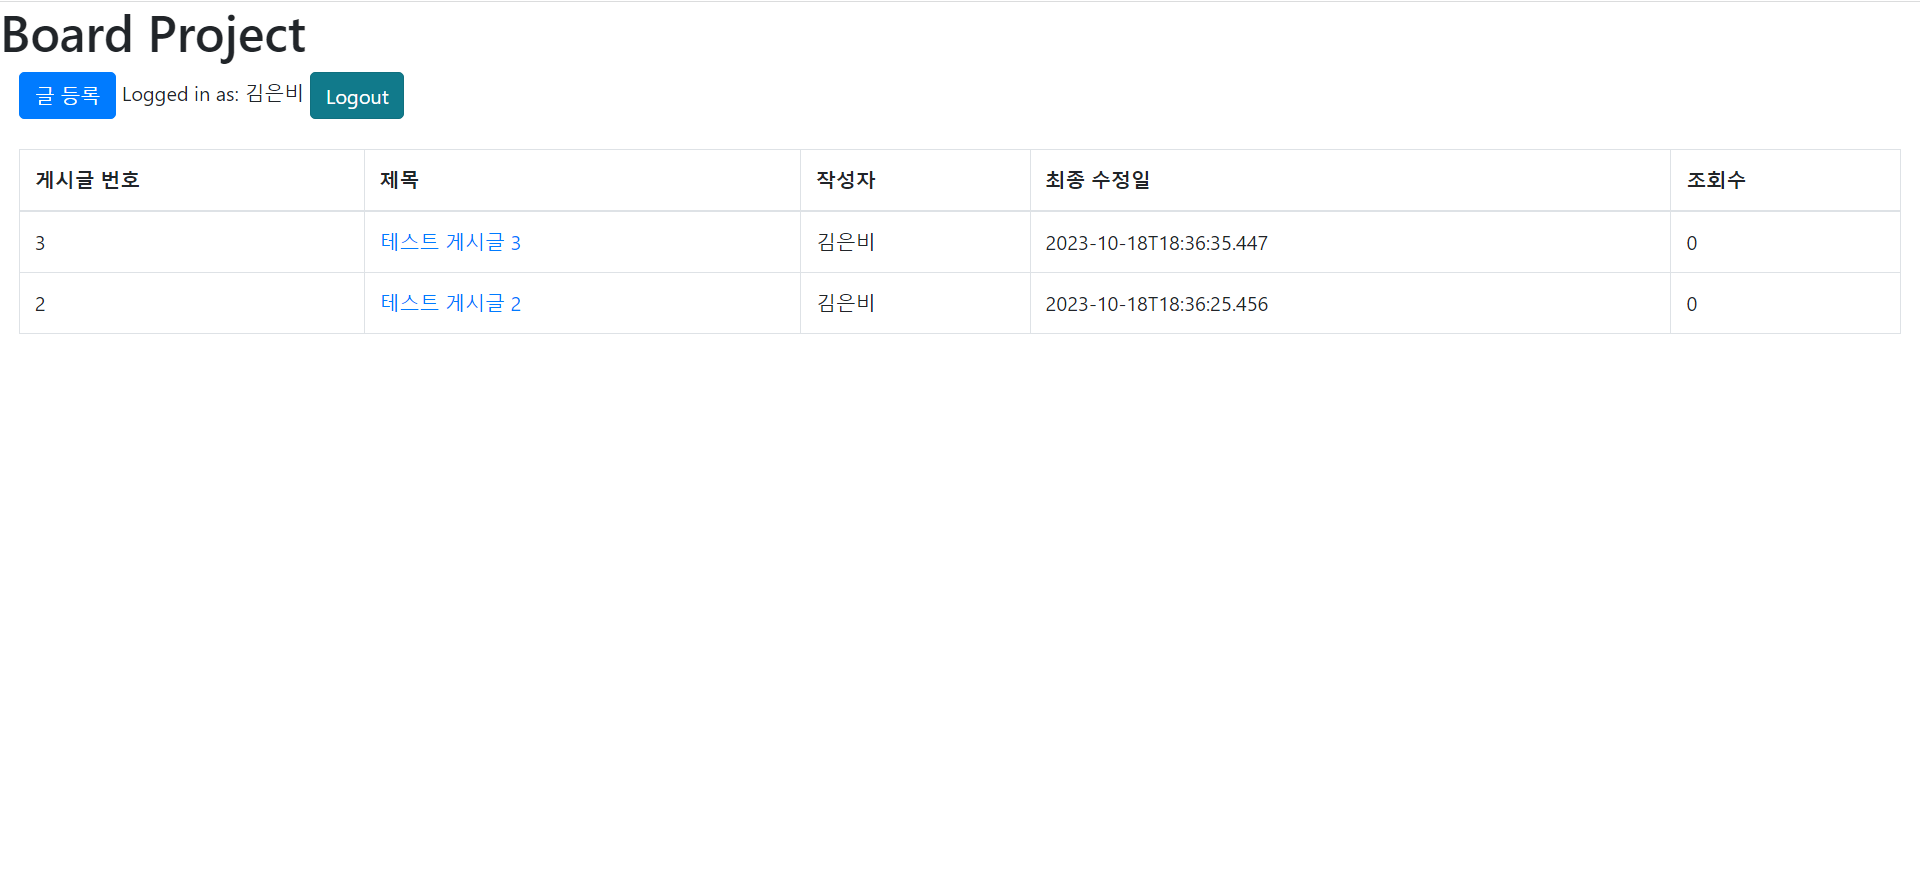 Board Project
글 등록 Logged in as: 김은비 Logout
게시글 번호 제목 작성자 최종 수정일 조회수
3 테스트 게시글 3 김은비 2023-10-18T18:36:35.447 0
2 테스트 게시글 2 김은비 2023-10-18T18:36:25.456 0